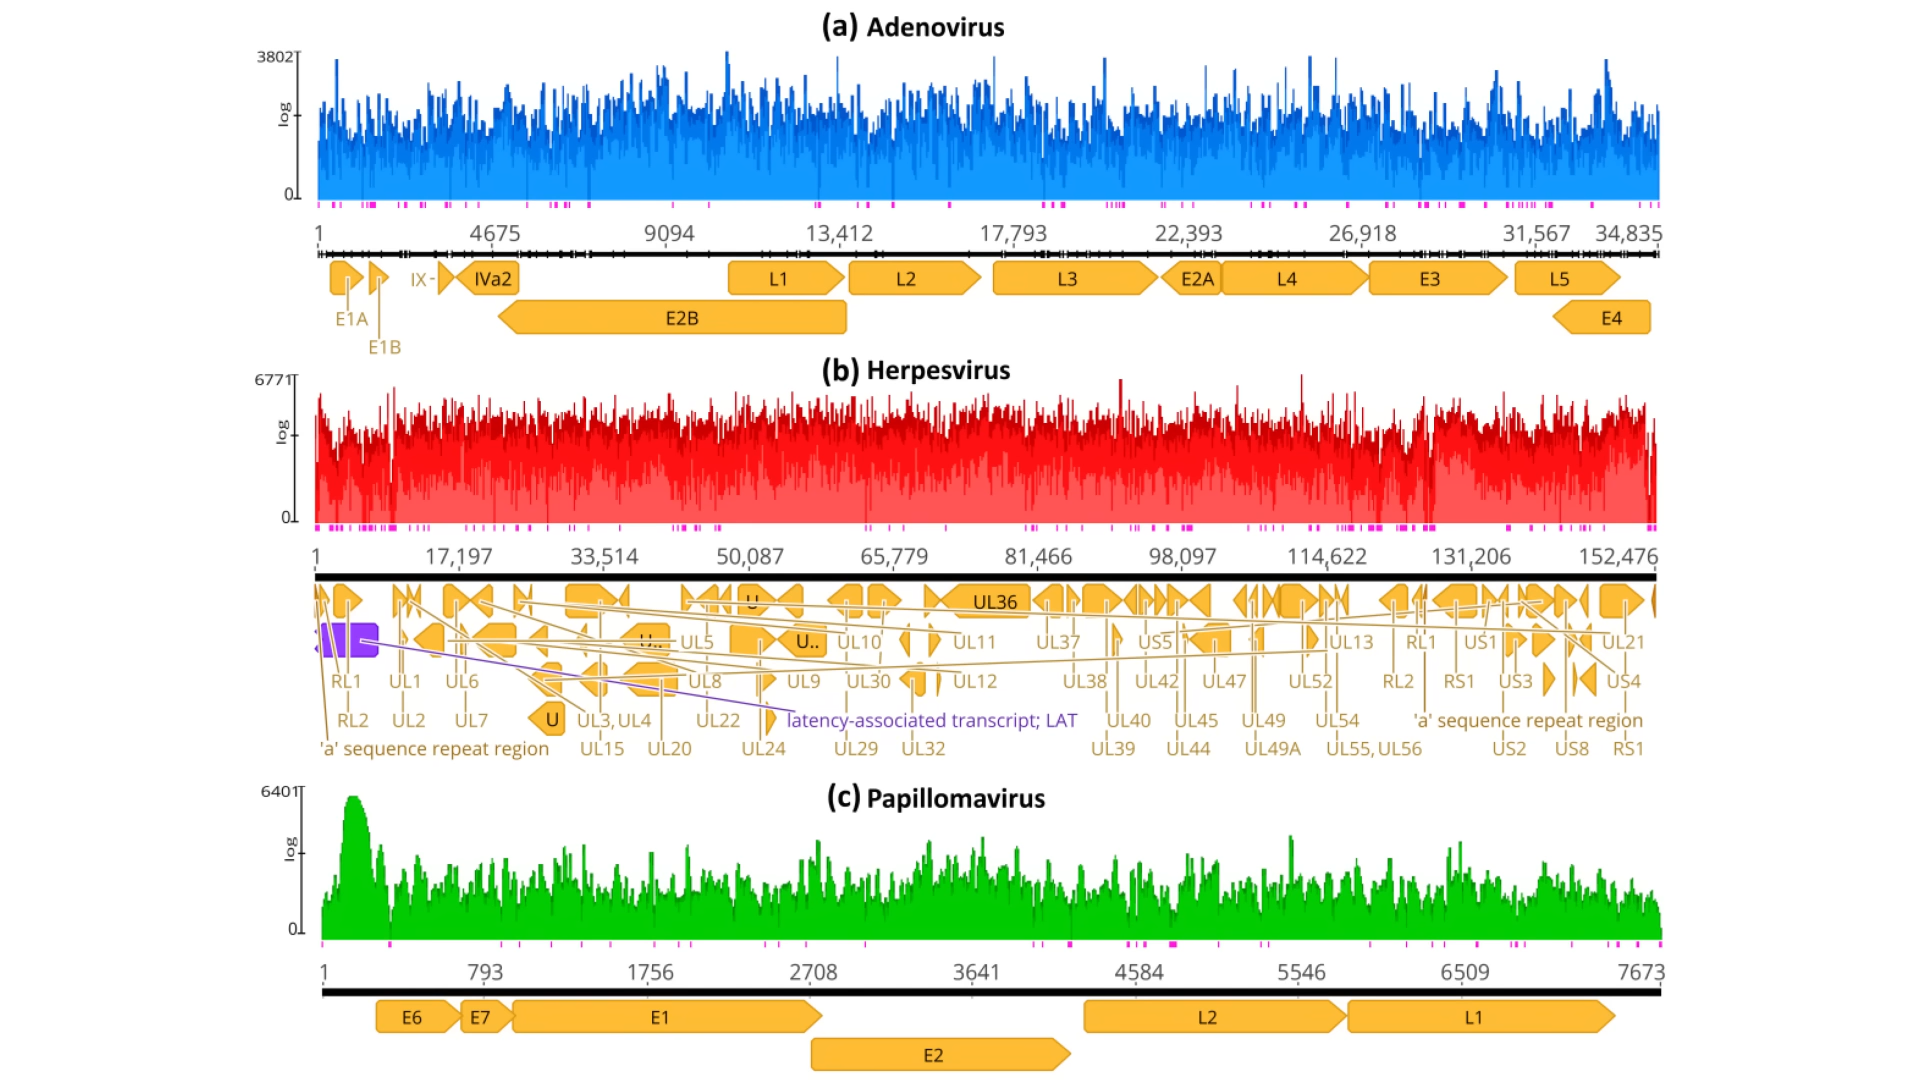 (a) Adenovirus
3802
log
0
1 4675 9094 13,412 17,793 22,393 26,918 31,567 34,835
IX IVa2 L1 L2 L3 E2A L4 E3 L5
E1A E2B E4
E1B
(b) Herpesvirus
6771
log
0
1 17,197 33,514 50,087 65,779 81,466 98,097 114,622 131,206 152,476
U UL36
U.. UL5 U.. UL10 UL11 UL37 US5 UL13 RL1 US1 UL21
RL1 UL1 UL6 UL8 UL9 UL30 UL12 UL38 UL42 UL47 UL52 RL2 RS1 US3 US4
RL2 UL2 UL7 U UL3, UL4 UL22 latency-associated transcript; LAT UL40 UL45 UL49 UL54 'a' sequence repeat region
'a' sequence repeat region UL15 UL20 UL24 UL29 UL32 UL39 UL44 UL49A UL55, UL56 US2 US8 RS1
(c) Papillomavirus
6401
log
0
1 793 1756 2708 3641 4584 5546 6509 7673
E6 E7 E1 L2 L1
E2